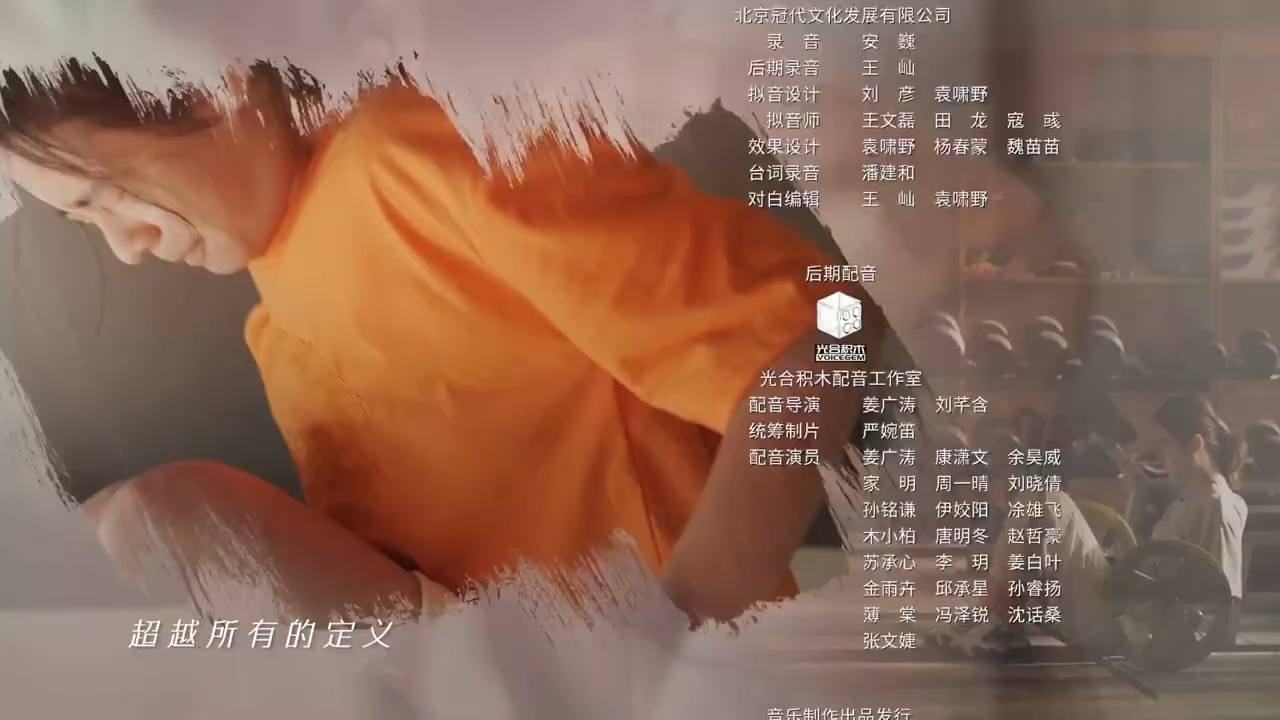 北京冠代文化发展有限公司
录 音 安 巍
后期录音 王 屾
拟音设计 刘 彦 袁啸野
拟音师 王文磊 田 龙 寇 彧
效果设计 袁啸野 杨春蒙 魏苗苗
台词录音 潘建和
对白编辑 王 屾 袁啸野
后期配音
光合积木
VOICEGEM
光合积木配音工作室
配音导演 姜广涛 刘芊含
统筹制片 严婉笛
配音演员 姜广涛 康潇文 余昊威
家 明 周一晴 刘晓倩
孙铭谦 伊姣阳 凃雄飞
木小柏 唐明冬 赵哲豪
苏承心 李 玥 姜白叶
金雨卉 邱承星 孙睿扬
薄 棠 冯泽锐 沈话桑
张文婕
超越所有的定义
音乐制作出品发行